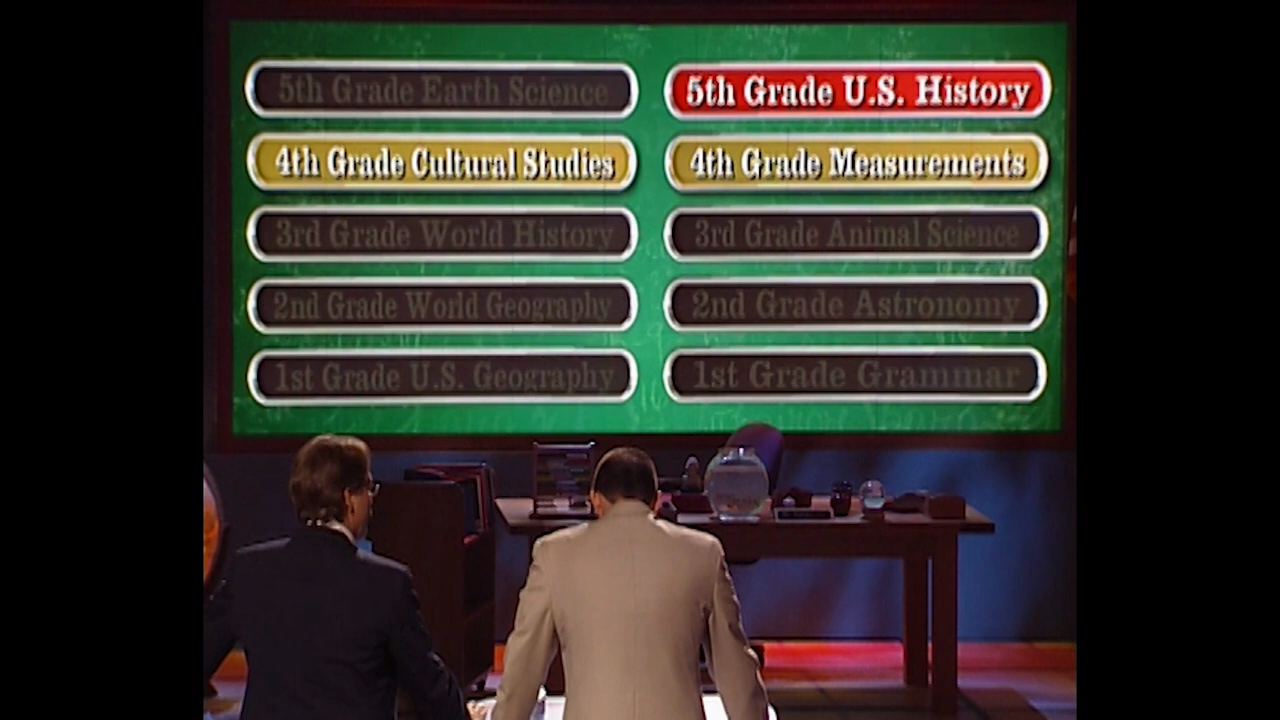 5th Grade Earth Science
5th Grade U.S. History
4th Grade Cultural Studies
4th Grade Measurements
3rd Grade World History
3rd Grade Animal Science
2nd Grade World Geography
2nd Grade Astronomy
1st Grade U.S. Geography
1st Grade Grammar